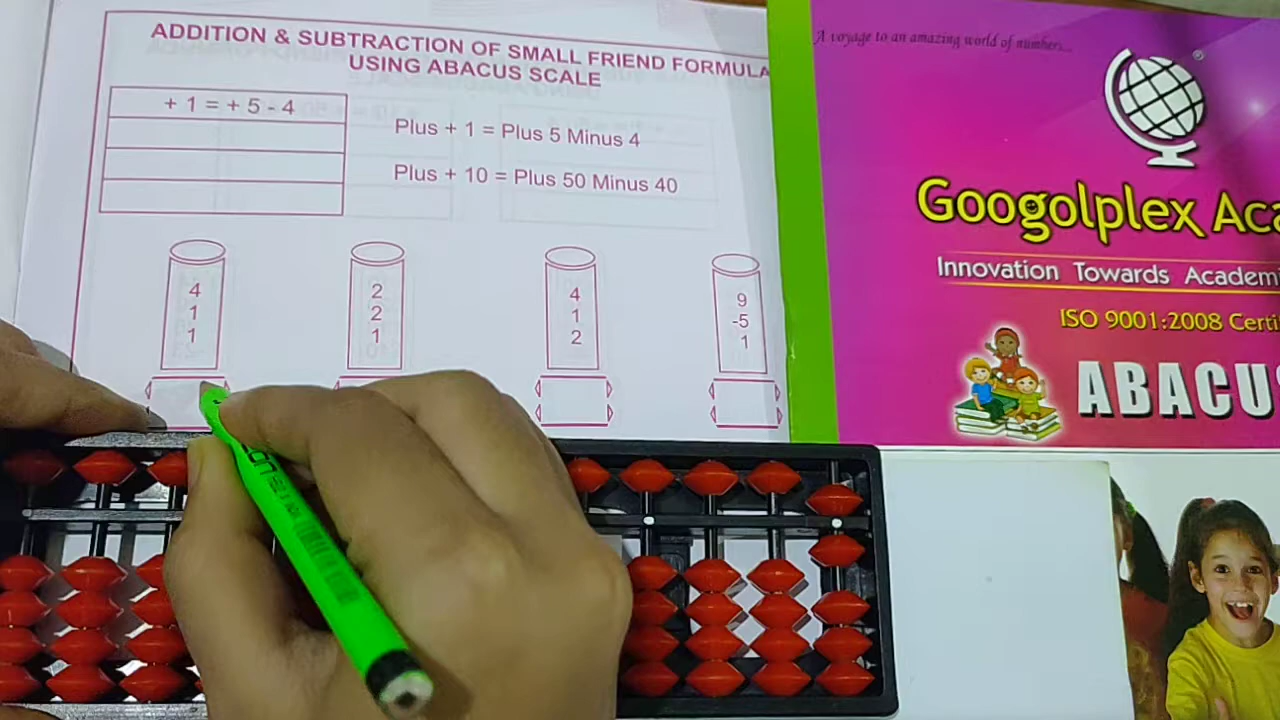 ADDITION & SUBTRACTION OF SMALL FRIEND FORMULA
USING ABACUS SCALE
+ 1 = + 5 - 4
Plus + 1 = Plus 5 Minus 4
Plus + 10 = Plus 50 Minus 40
4
1
1
2
2
1
4
1
2
9
-5
1
A voyage to an amazing world of numbers...
®
Googolplex Aca
Innovation Towards Academ
ISO 9001:2008 Certi
ABACUS